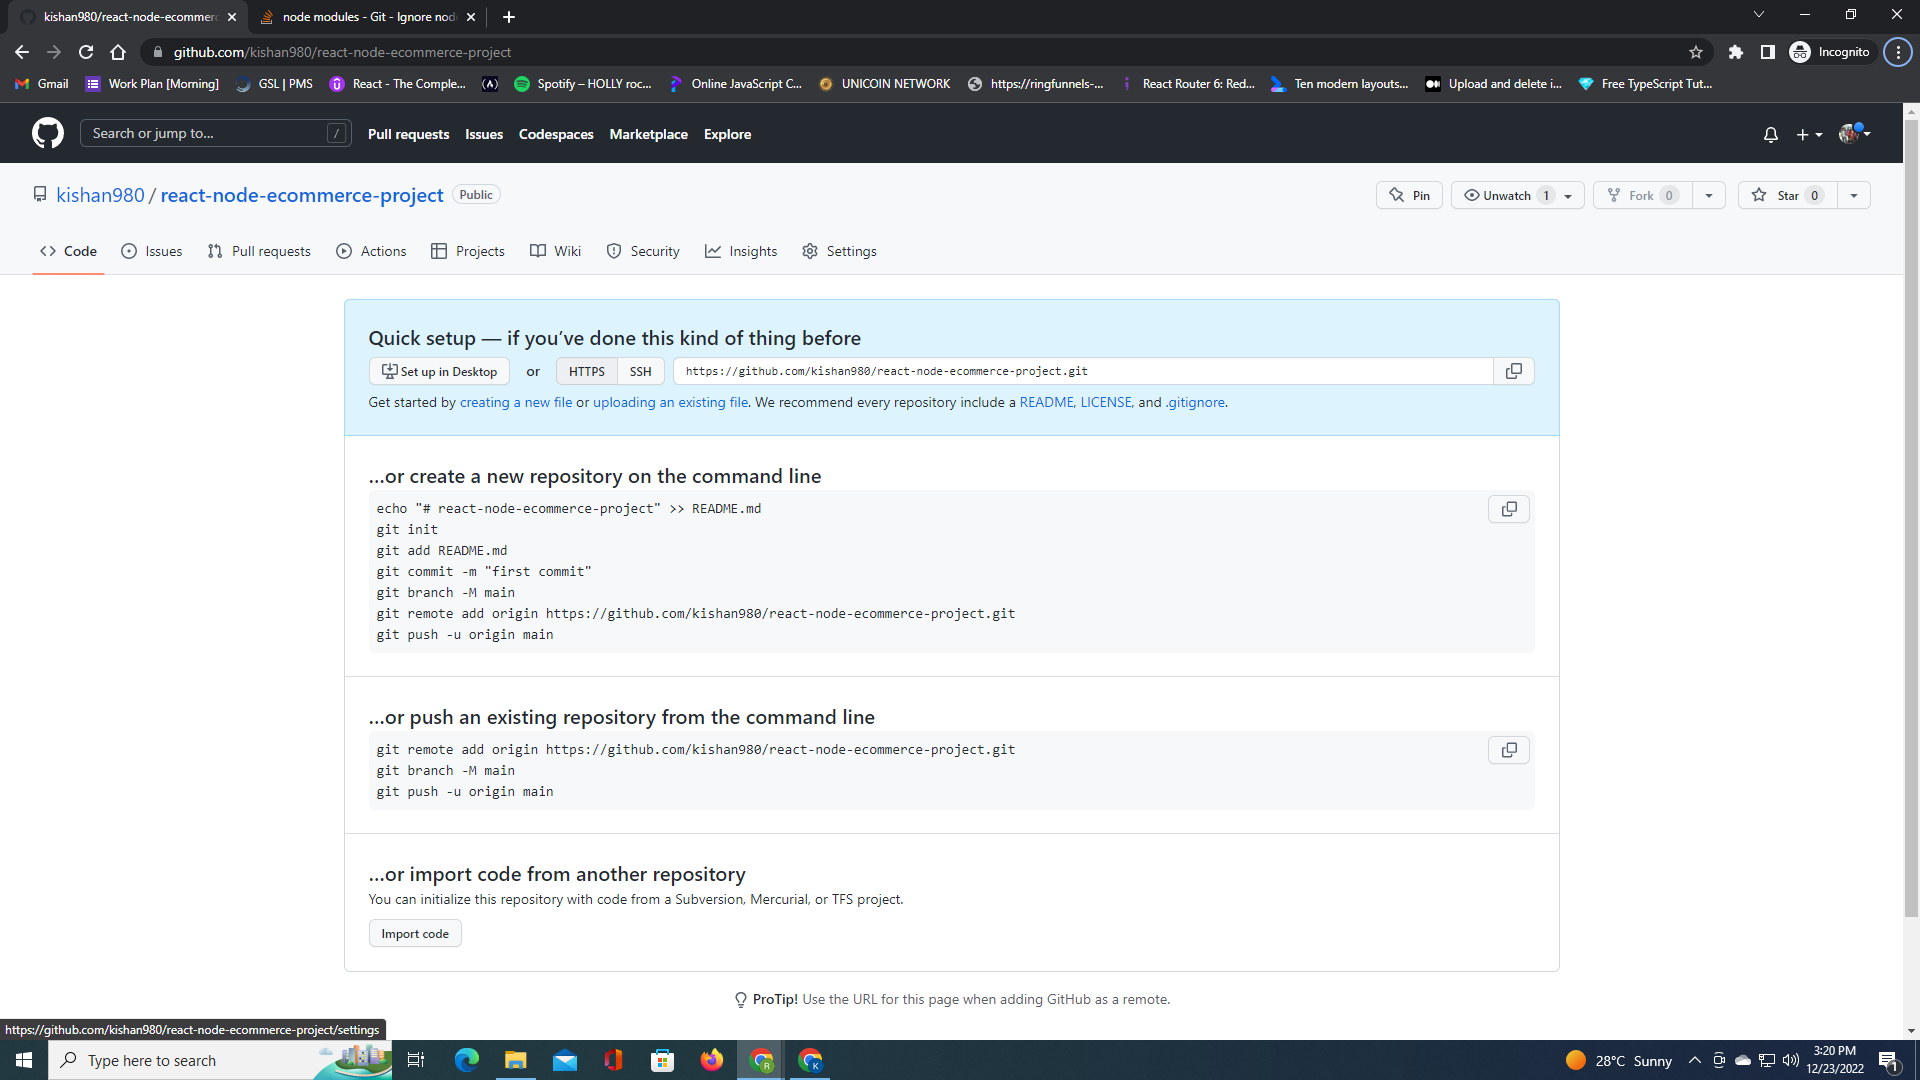 kishan980/react-node-ecommerc
node modules - Git - Ignore node
github.com/kishan980/react-node-ecommerce-project
Incognito
Gmail
Work Plan [Morning]
GSL | PMS
React - The Comple...
Spotify – HOLLY roc...
Online JavaScript C...
UNICOIN NETWORK
https://ringfunnels-...
React Router 6: Red...
Ten modern layouts...
Upload and delete i...
Free TypeScript Tut...
Search or jump to... /
Pull requests Issues Codespaces Marketplace Explore
kishan980 / react-node-ecommerce-project Public
Pin
Unwatch 1
Fork 0
Star 0
Code Issues Pull requests Actions Projects Wiki Security Insights Settings
Quick setup — if you’ve done this kind of thing before
Set up in Desktop or HTTPS SSH https://github.com/kishan980/react-node-ecommerce-project.git
Get started by creating a new file or uploading an existing file. We recommend every repository include a README, LICENSE, and .gitignore.
…or create a new repository on the command line
echo "# react-node-ecommerce-project" >> README.md
git init
git add README.md
git commit -m "first commit"
git branch -M main
git remote add origin https://github.com/kishan980/react-node-ecommerce-project.git
git push -u origin main
…or push an existing repository from the command line
git remote add origin https://github.com/kishan980/react-node-ecommerce-project.git
git branch -M main
git push -u origin main
…or import code from another repository
You can initialize this repository with code from a Subversion, Mercurial, or TFS project.
Import code
ProTip! Use the URL for this page when adding GitHub as a remote.
https://github.com/kishan980/react-node-ecommerce-project/settings
Type here to search
R
K
28°C Sunny
3:20 PM
12/23/2022
1